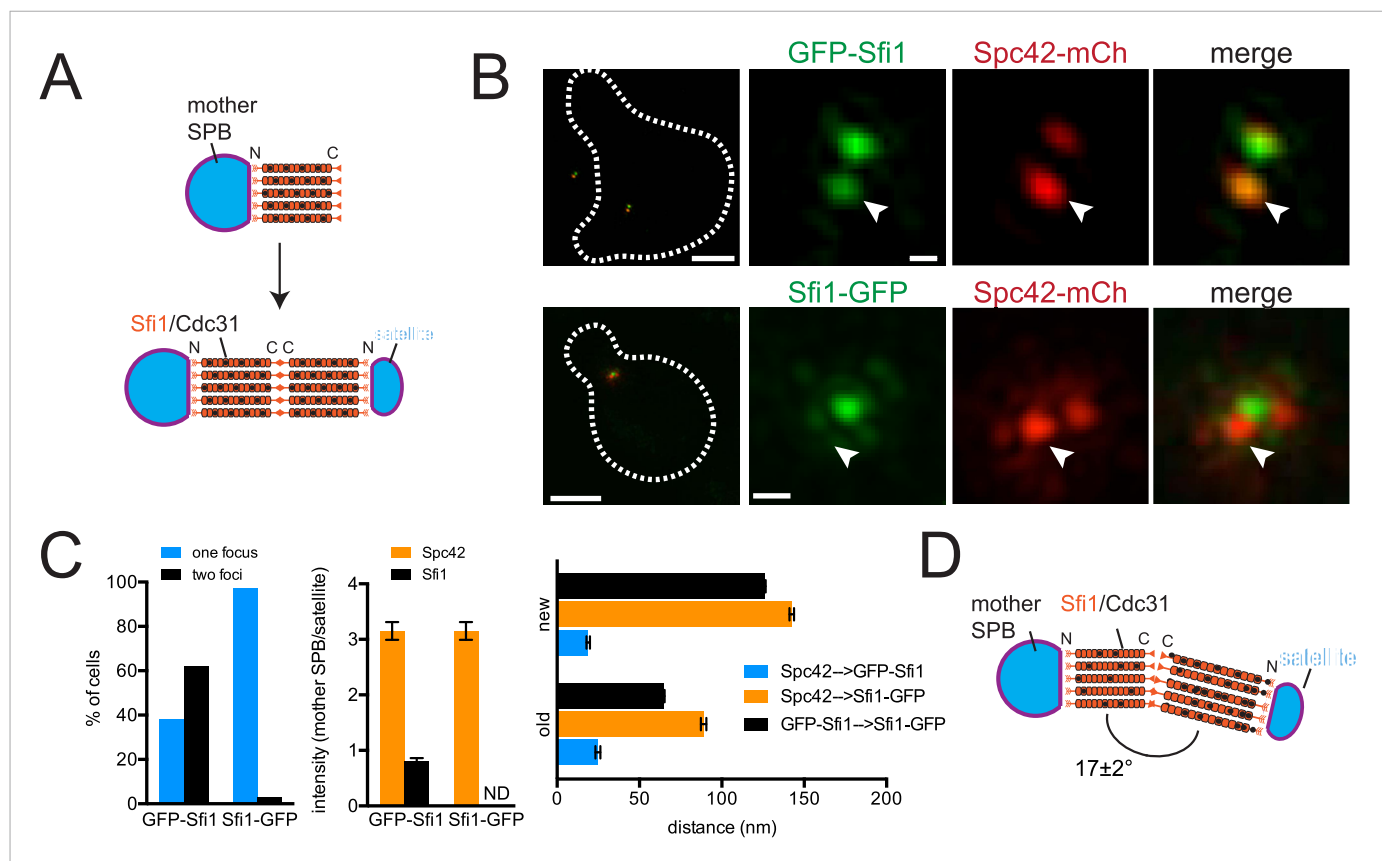 A
mother
SPB
N
C
Sfi1/Cdc31
satellite
N
C C
N
B
GFP-Sfi1
Spc42-mCh
merge
Sfi1-GFP
Spc42-mCh
merge
C
one focus
two foci
% of cells
100
80
60
40
20
0
GFP-Sfi1
Sfi1-GFP
Spc42
Sfi1
intensity (mother SPB/satellite)
4
3
2
1
0
ND
GFP-Sfi1
Sfi1-GFP
new
old
Spc42-->GFP-Sfi1
Spc42-->Sfi1-GFP
GFP-Sfi1-->Sfi1-GFP
0
50
100
150
200
distance (nm)
D
mother
SPB
Sfi1/Cdc31
N
C
C
N
satellite
17±2°